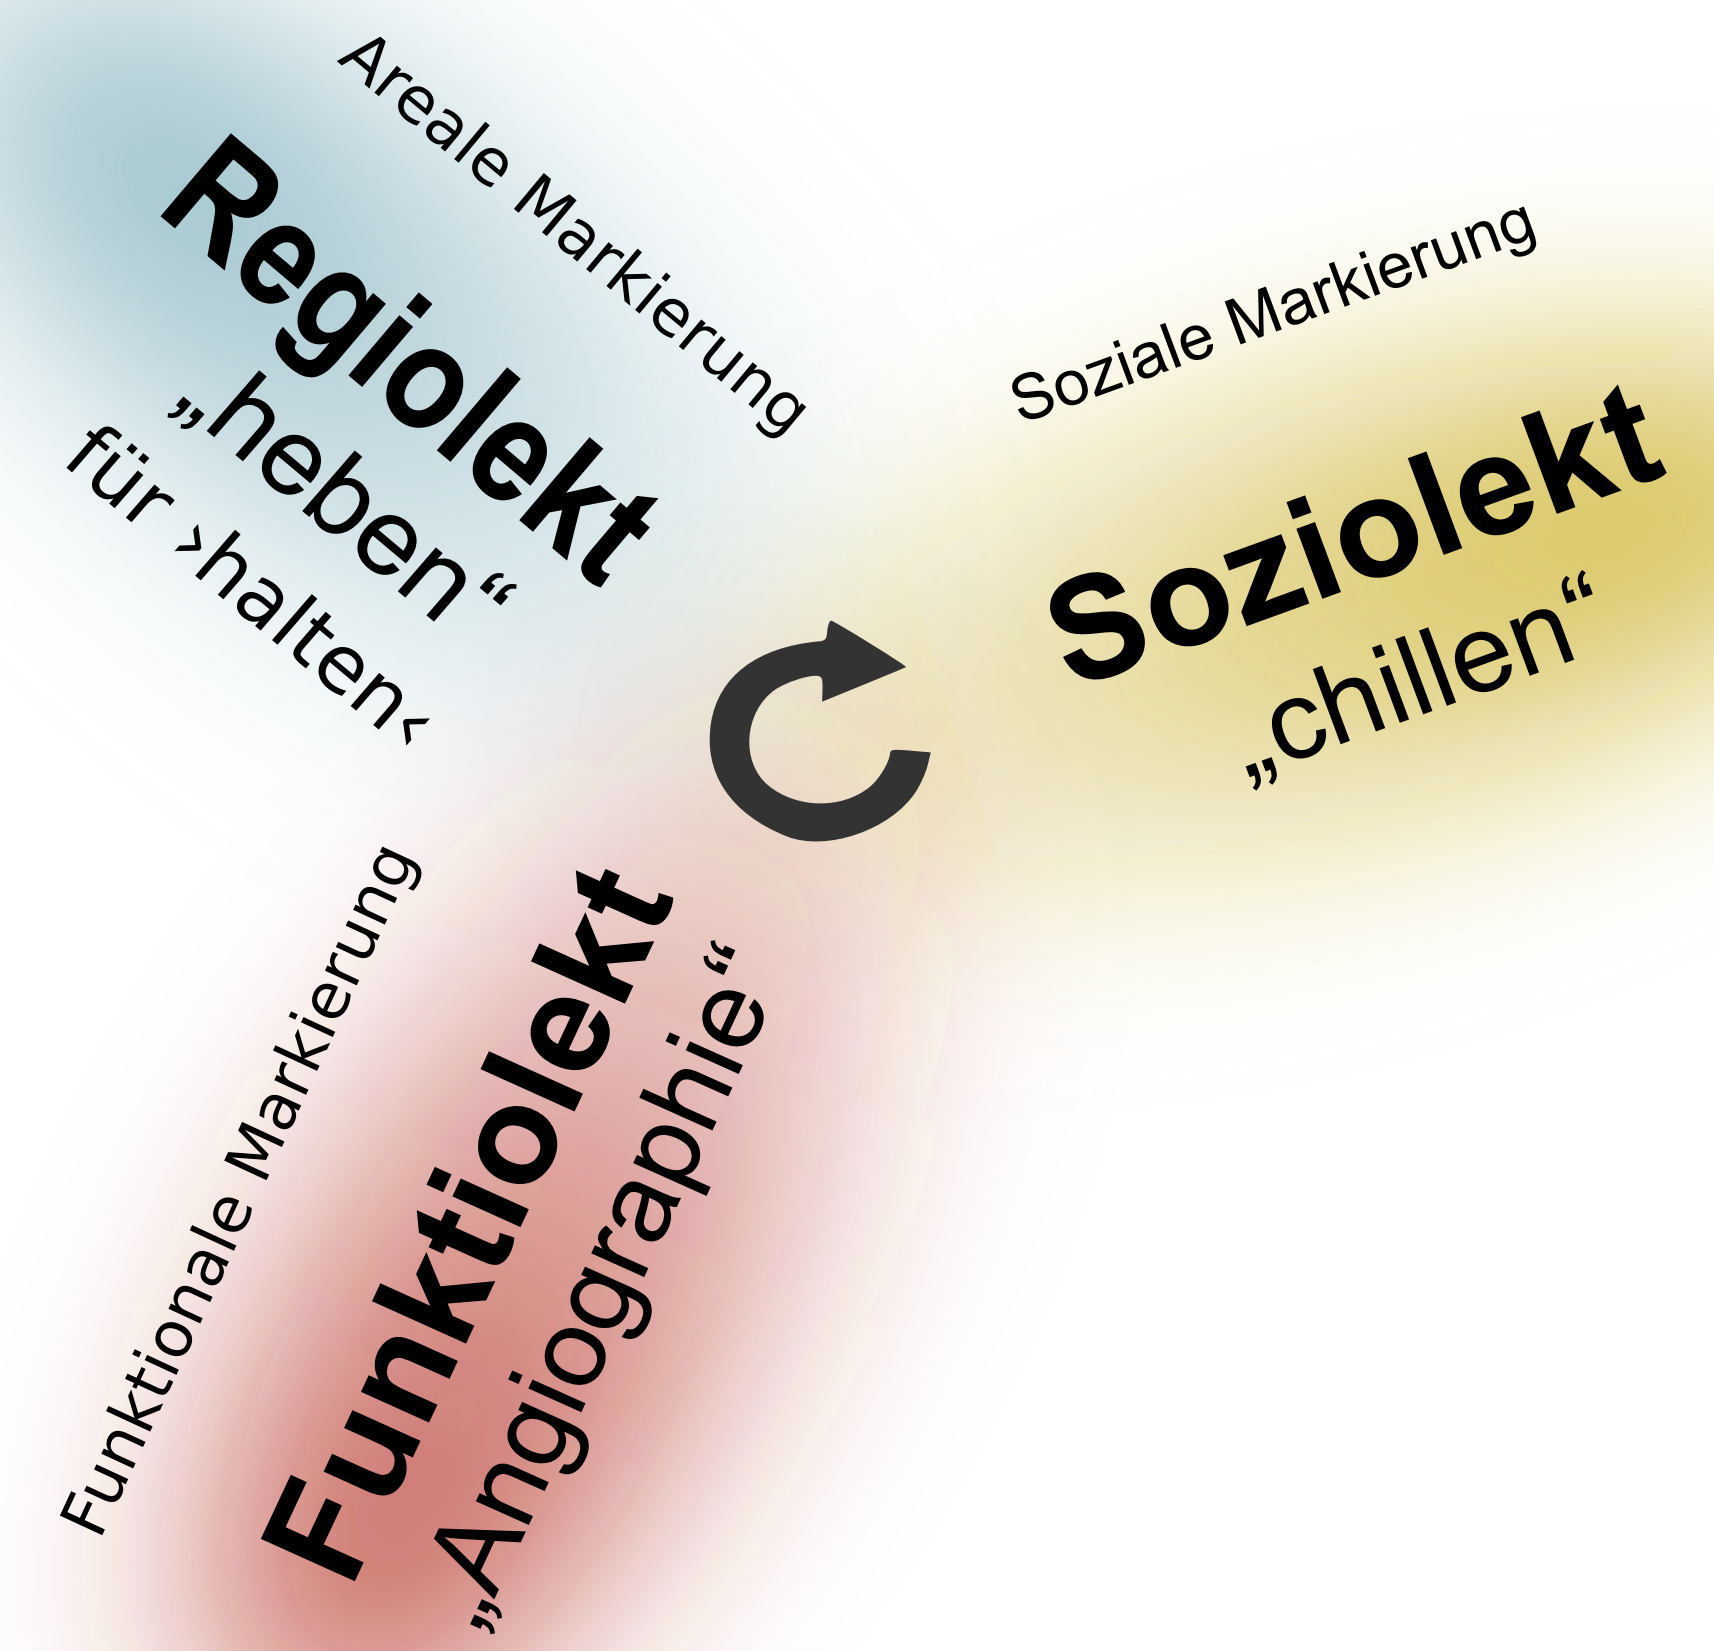 Areale Markierung
Regiolekt
„heben“
für ›halten‹
Soziale Markierung
Soziolekt
„chillen“
Funktionale Markierung
Funktiolekt
„Angiographie“